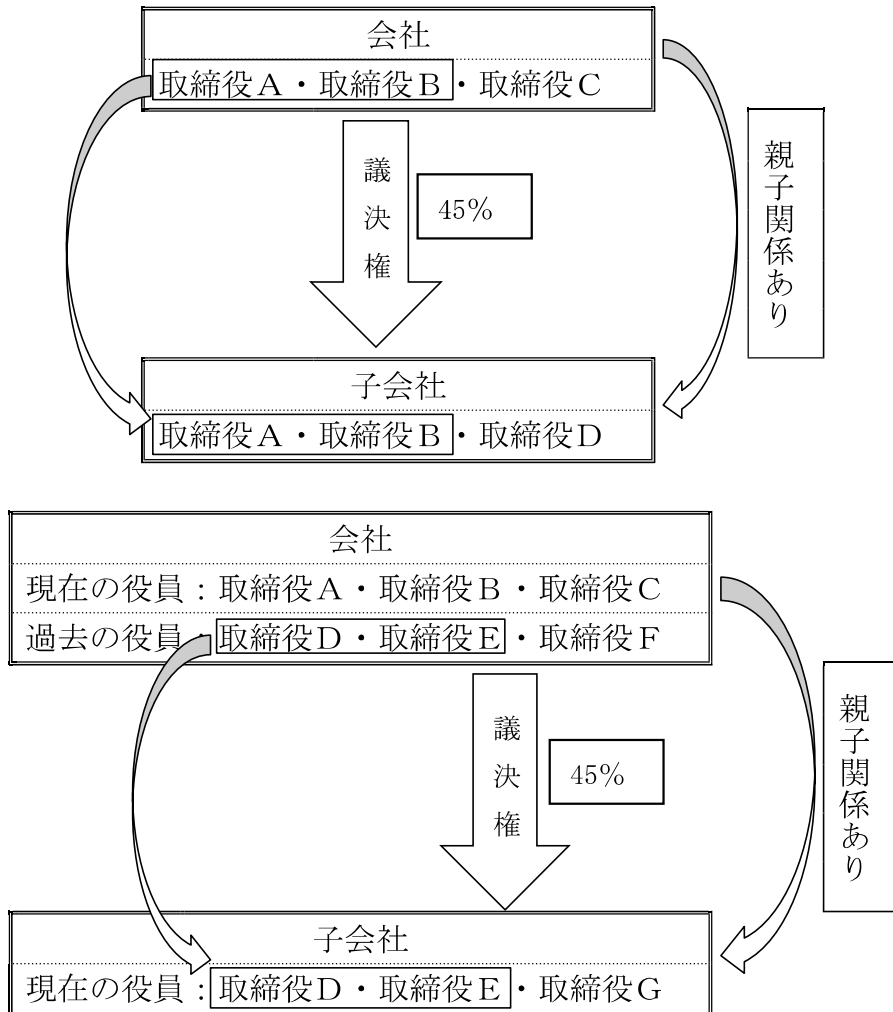 会社
取締役A・取締役B・取締役C
議決権
45%
親子関係あり
子会社
取締役A・取締役B・取締役D
会社
現在の役員：取締役A・取締役B・取締役C
過去の役員：取締役D・取締役E・取締役F
議決権
45%
親子関係あり
子会社
現在の役員：取締役D・取締役E・取締役G